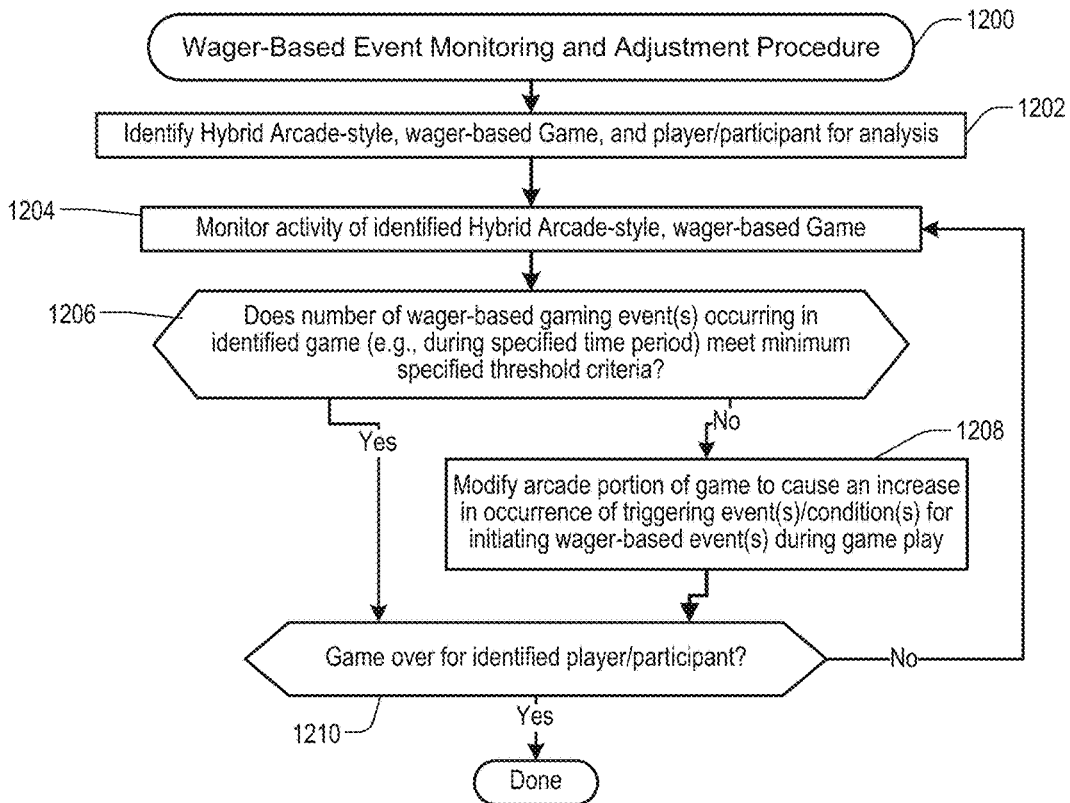 1200
Wager-Based Event Monitoring and Adjustment Procedure
1202
Identify Hybrid Arcade-style, wager-based Game, and player/participant for analysis
1204
Monitor activity of identified Hybrid Arcade-style, wager-based Game
1206
Does number of wager-based gaming event(s) occurring in
identified game (e.g., during specified time period) meet minimum
specified threshold criteria?
Yes
No
1208
Modify arcade portion of game to cause an increase
in occurrence of triggering event(s)/condition(s) for
initiating wager-based event(s) during game play
Game over for identified player/participant?
No
1210
Yes
Done